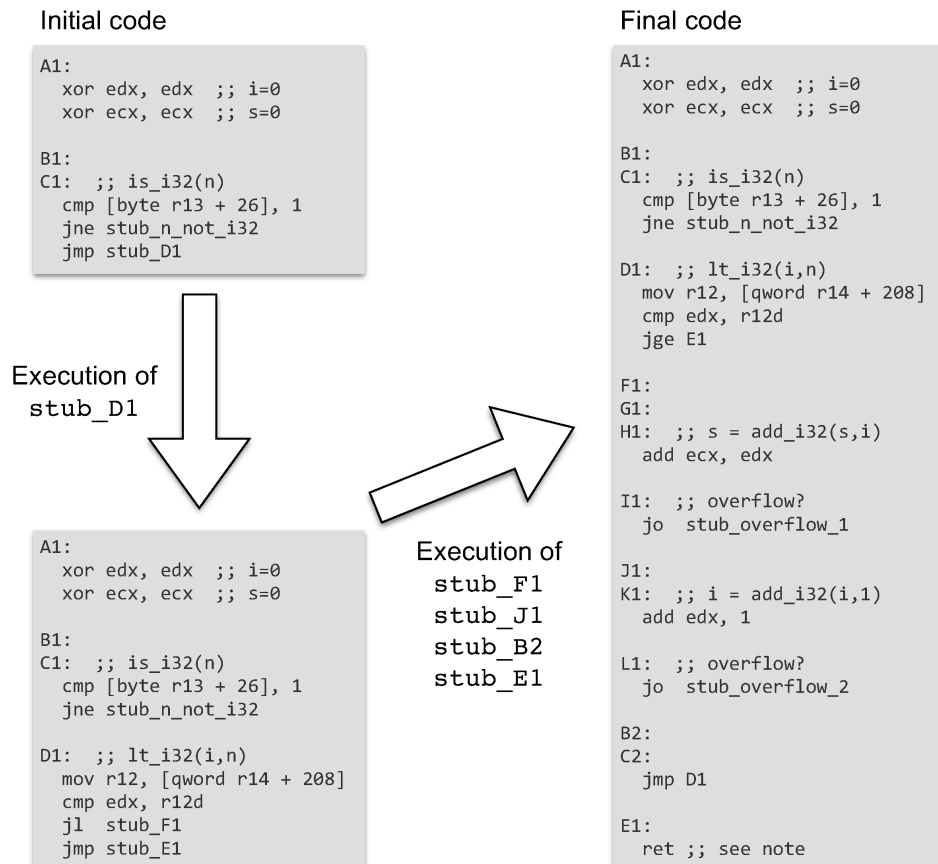 Initial code
A1:
xor edx, edx ;; i=0
xor ecx, ecx ;; s=0
B1:
C1: ;; is_i32(n)
cmp [byte r13 + 26], 1
jne stub_n_not_i32
jmp stub_D1
Execution of
stub_D1
A1:
xor edx, edx ;; i=0
xor ecx, ecx ;; s=0
B1:
C1: ;; is_i32(n)
cmp [byte r13 + 26], 1
jne stub_n_not_i32
D1: ;; lt_i32(i,n)
mov r12, [qword r14 + 208]
cmp edx, r12d
jl stub_F1
jmp stub_E1
Execution of
stub_F1
stub_J1
stub_B2
stub_E1
Final code
A1:
xor edx, edx ;; i=0
xor ecx, ecx ;; s=0
B1:
C1: ;; is_i32(n)
cmp [byte r13 + 26], 1
jne stub_n_not_i32
D1: ;; lt_i32(i,n)
mov r12, [qword r14 + 208]
cmp edx, r12d
jge E1
F1:
G1:
H1: ;; s = add_i32(s,i)
add ecx, edx
I1: ;; overflow?
jo stub_overflow_1
J1:
K1: ;; i = add_i32(i,1)
add edx, 1
L1: ;; overflow?
jo stub_overflow_2
B2:
C2:
jmp D1
E1:
ret ;; see note